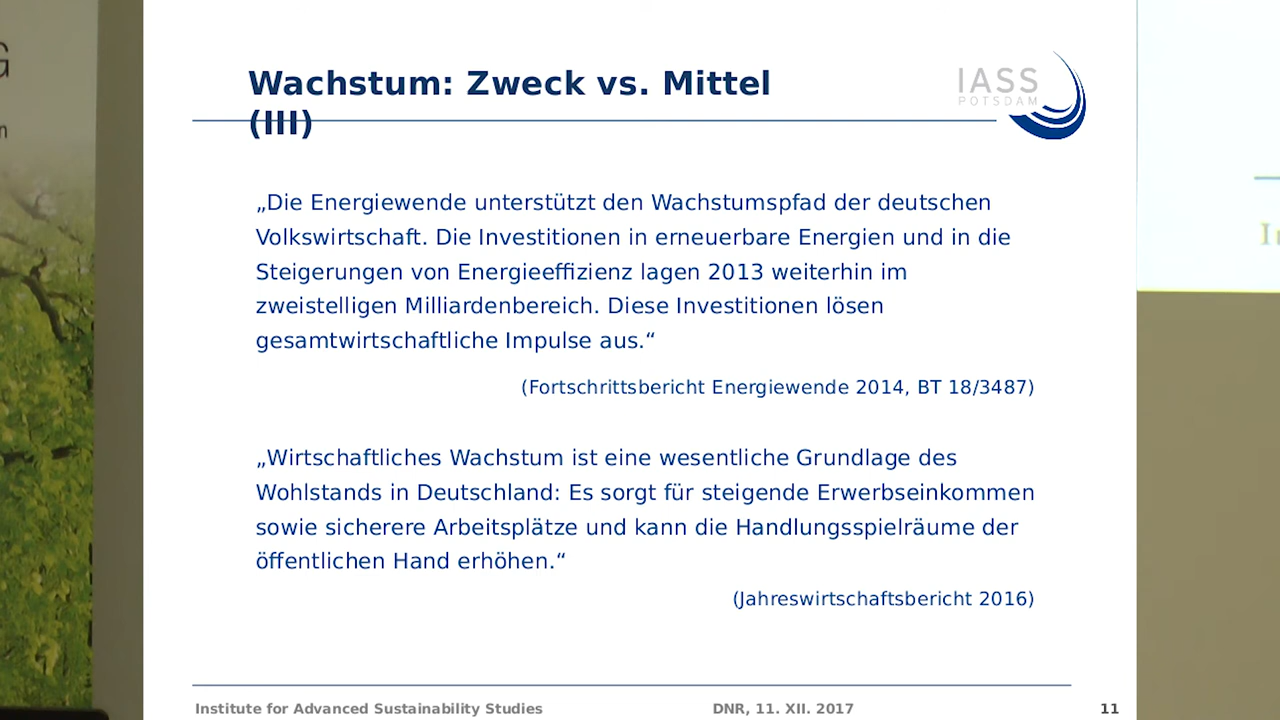 G
n
Wachstum: Zweck vs. Mittel
(III)
IASS
POTSDAM
„Die Energiewende unterstützt den Wachstumspfad der deutschen
Volkswirtschaft. Die Investitionen in erneuerbare Energien und in die
Steigerungen von Energieeffizienz lagen 2013 weiterhin im
zweistelligen Milliardenbereich. Diese Investitionen lösen
gesamtwirtschaftliche Impulse aus.“
(Fortschrittsbericht Energiewende 2014, BT 18/3487)
„Wirtschaftliches Wachstum ist eine wesentliche Grundlage des
Wohlstands in Deutschland: Es sorgt für steigende Erwerbseinkommen
sowie sicherere Arbeitsplätze und kann die Handlungsspielräume der
öffentlichen Hand erhöhen.“
(Jahreswirtschaftsbericht 2016)
Institute for Advanced Sustainability Studies DNR, 11. XII. 2017 11